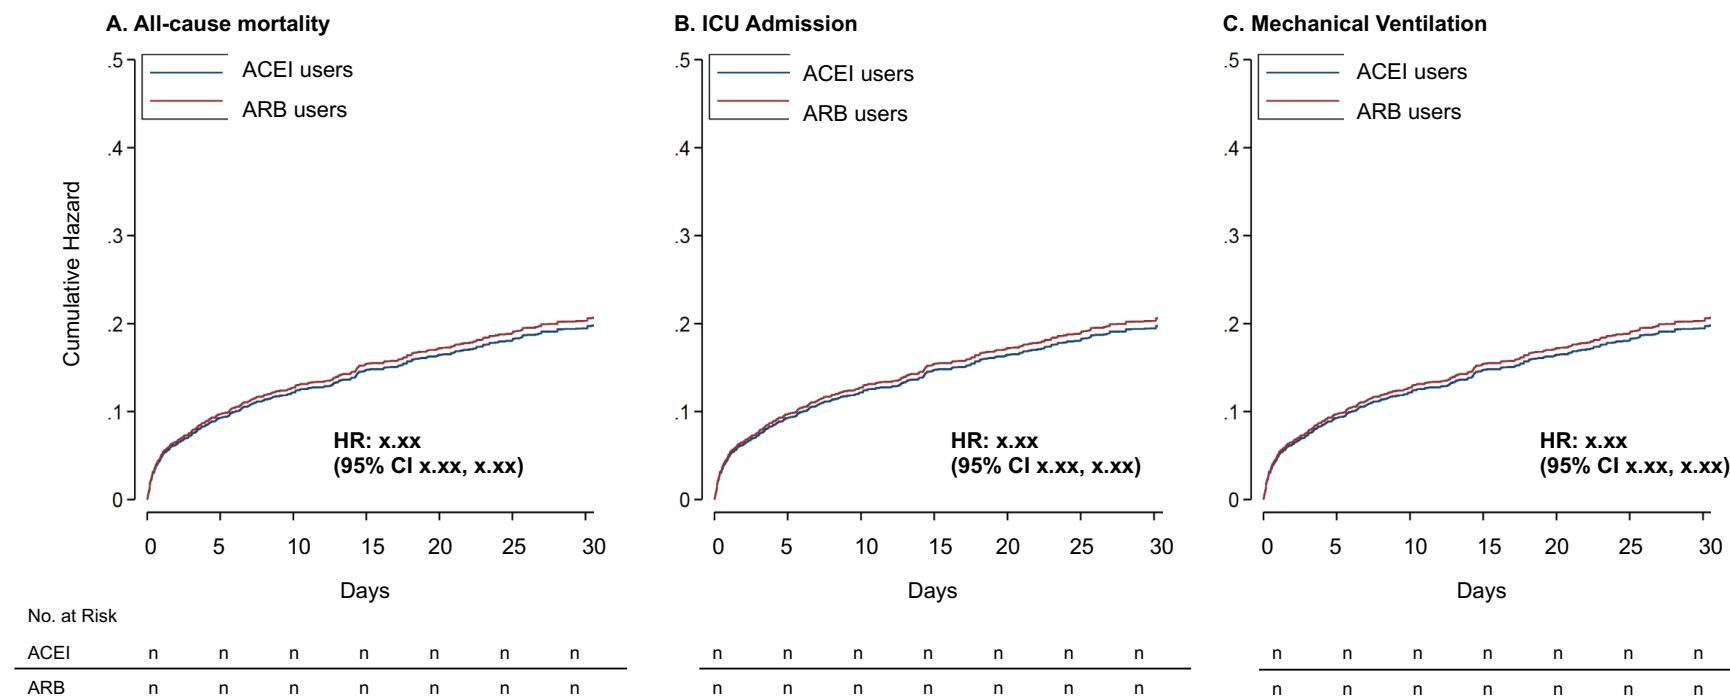 A. All-cause mortality
.5
.4
.3
.2
.1
0
Cumulative Hazard
ACEI users
ARB users
HR: x.xx
(95% CI x.xx, x.xx)
0 5 10 15 20 25 30
Days
B. ICU Admission
.5
.4
.3
.2
.1
0
ACEI users
ARB users
HR: x.xx
(95% CI x.xx, x.xx)
0 5 10 15 20 25 30
Days
C. Mechanical Ventilation
.5
.4
.3
.2
.1
0
ACEI users
ARB users
HR: x.xx
(95% CI x.xx, x.xx)
0 5 10 15 20 25 30
Days
No. at Risk
ACEI n n n n n n n n n n n n n n n n n n n n n
ARB n n n n n n n n n n n n n n n n n n n n n